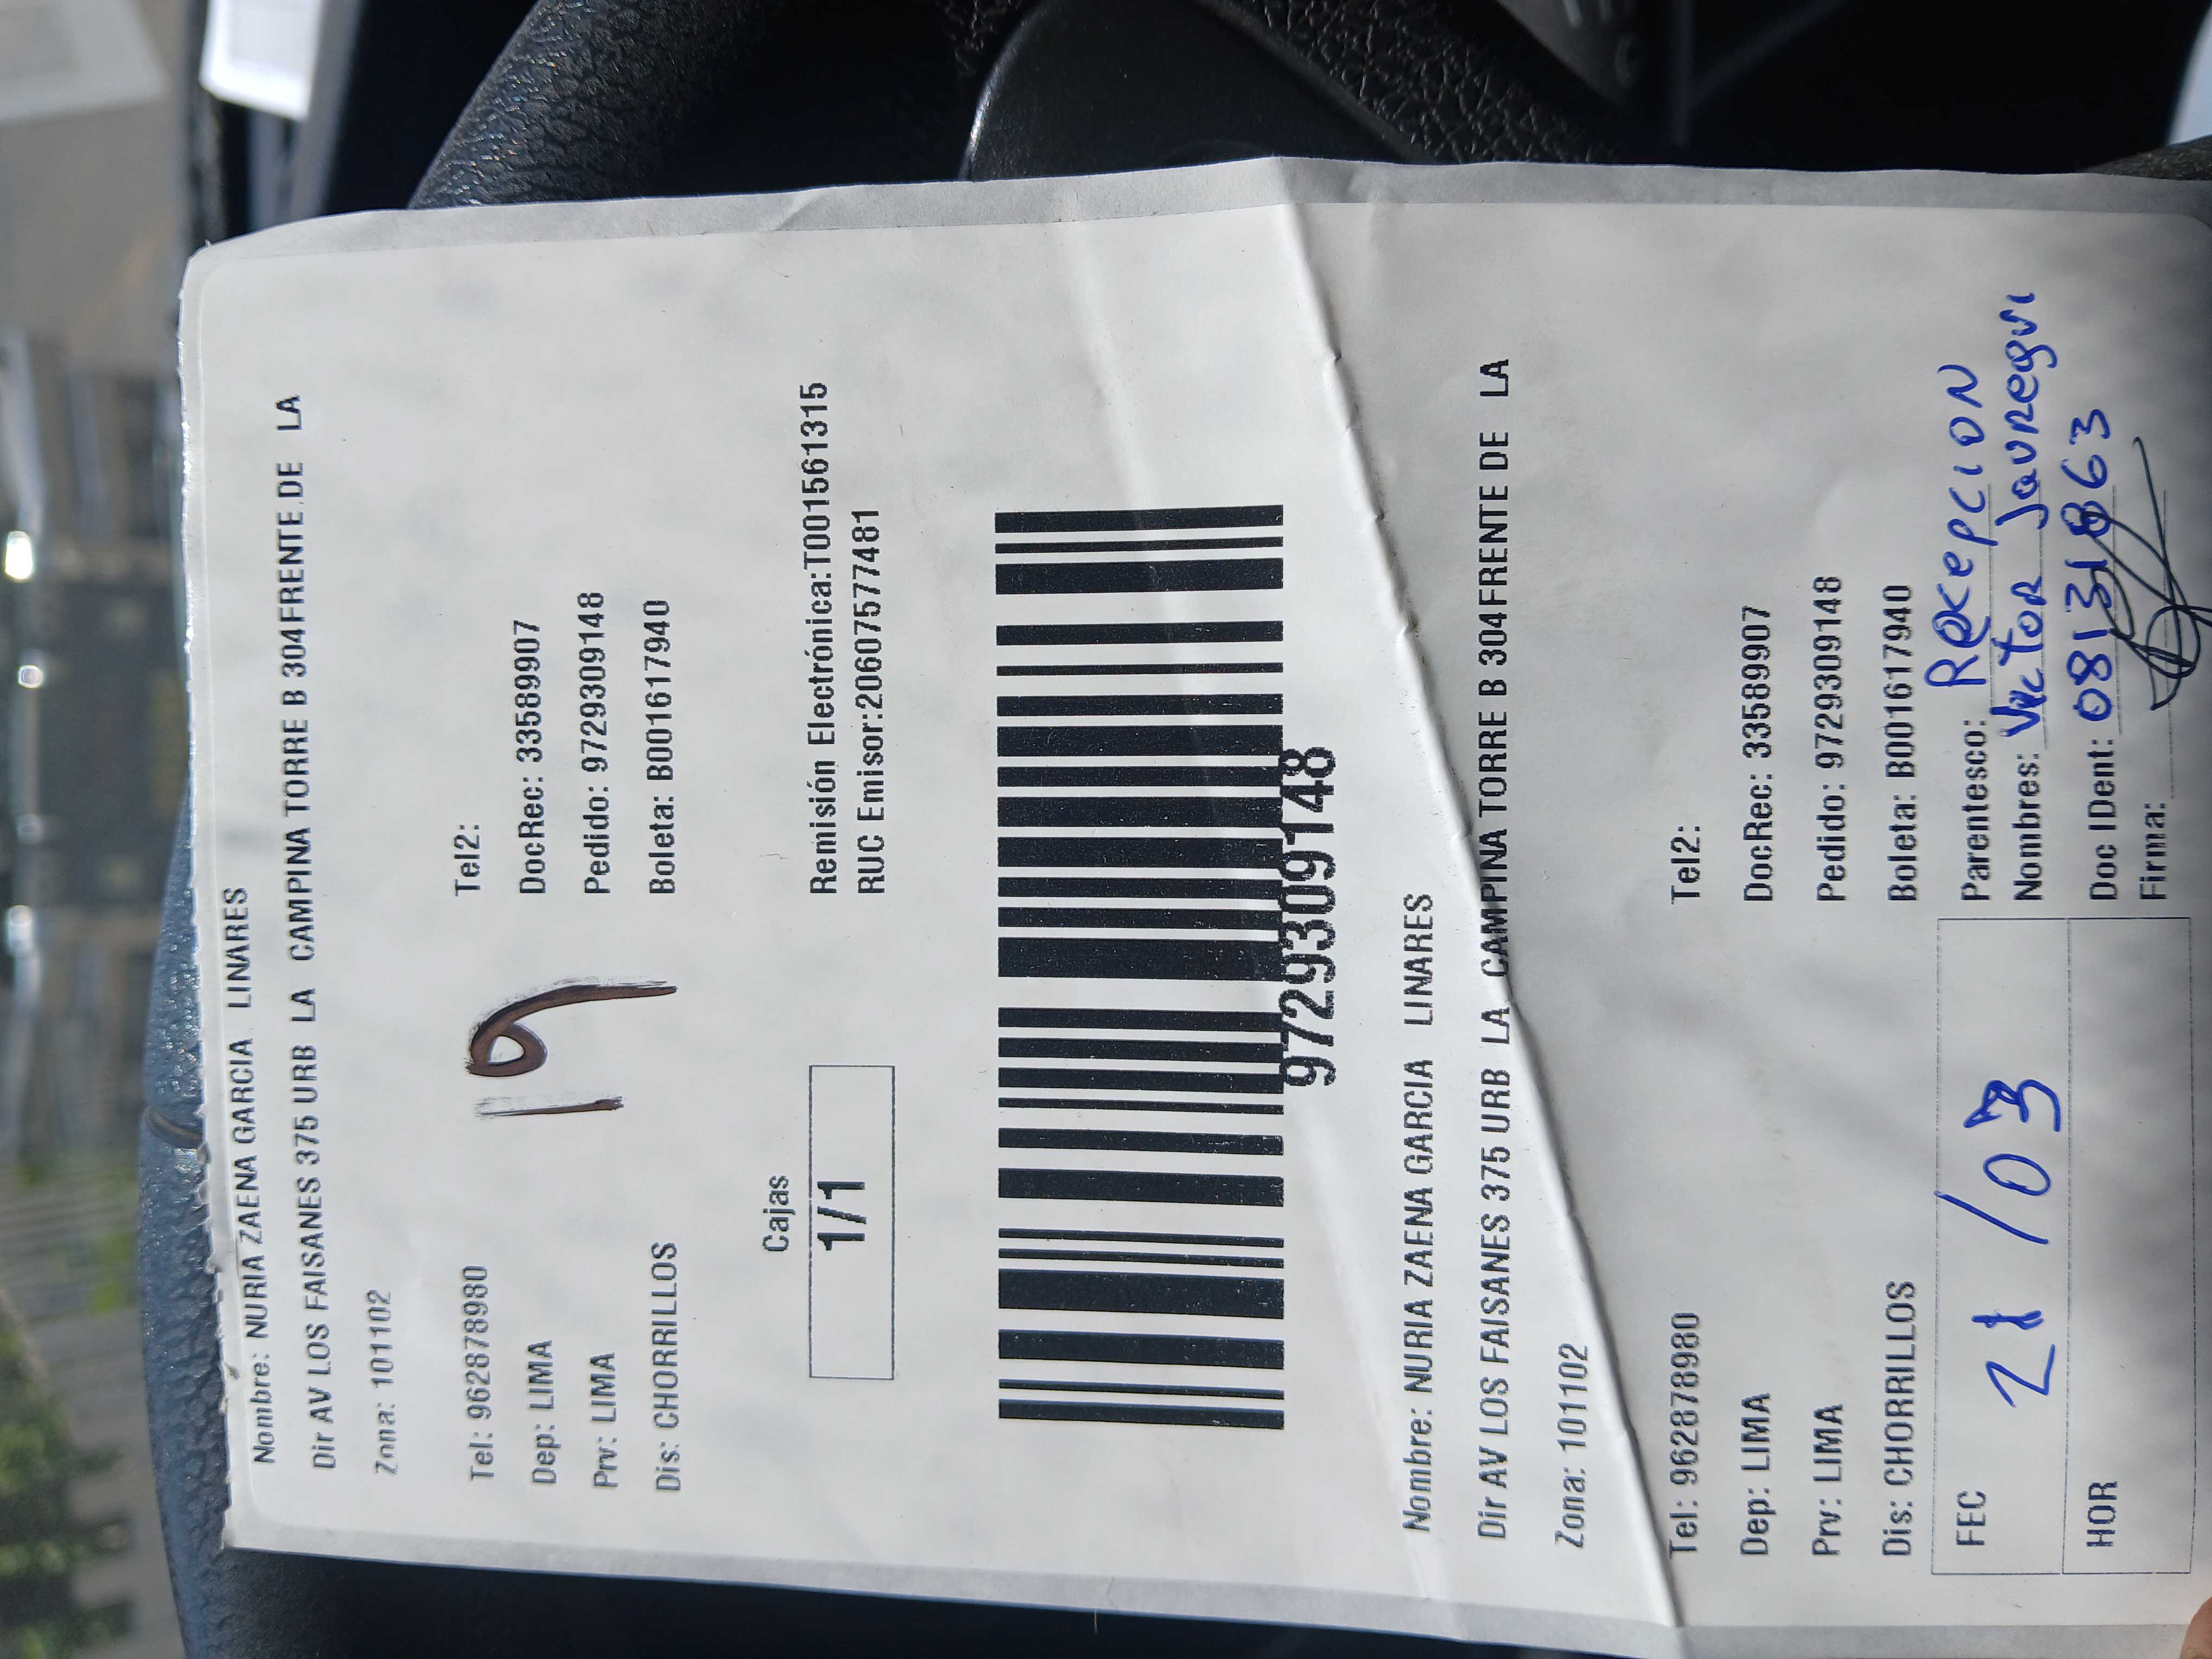 Nombre: NURIA ZAENA GARCIA LINARES
Dir AV LOS FAISANES 375 URB LA CAMPINA TORRE B 304FRENTE DE LA
Zona: 101102
Tel: 962878980 Tel2:
Dep: LIMA DocRec: 33589907
Prv: LIMA Pedido: 97293091​48
Dis: CHORRILLOS Boleta: B001617940
19
Cajas
1/1
Remisión Electrónica:T001561315
RUC Emisor:20607577481
9729309148
Nombre: NURIA ZAENA GARCIA LINARES
Dir AV LOS FAISANES 375 URB LA CAMPINA TORRE B 304FRENTE DE LA
Zona: 101102
Tel: 962878980 Tel2:
Dep: LIMA DocRec: 33589907
Prv: LIMA Pedido: 9729309148
Dis: CHORRILLOS Boleta: B001617940
FEC 21/03
HOR
Parentesco: Recepcion
Nombres: Victor Jauregui
Doc IDent: 08131863
Firma: